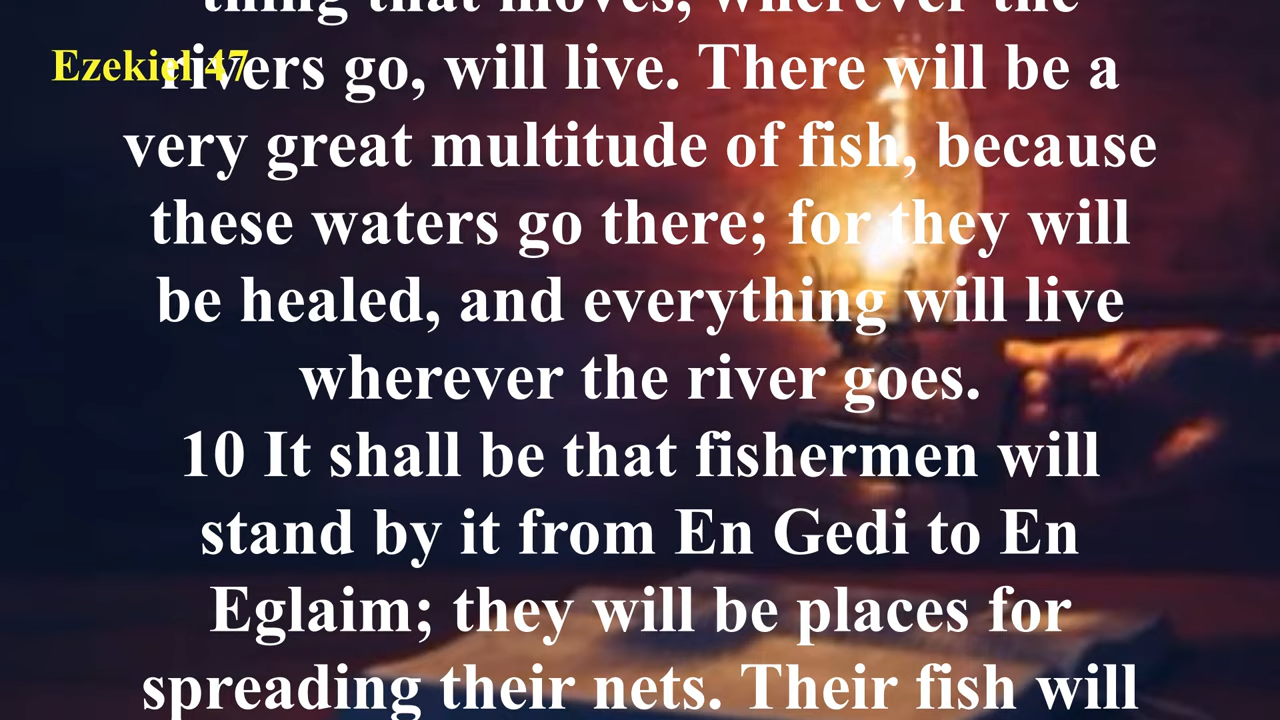 thing that moves, wherever the
Ezekiel 47
rivers go, will live. There will be a
very great multitude of fish, because
these waters go there; for they will
be healed, and everything will live
wherever the river goes.
10 It shall be that fishermen will
stand by it from En Gedi to En
Eglaim; they will be places for
spreading their nets. Their fish will